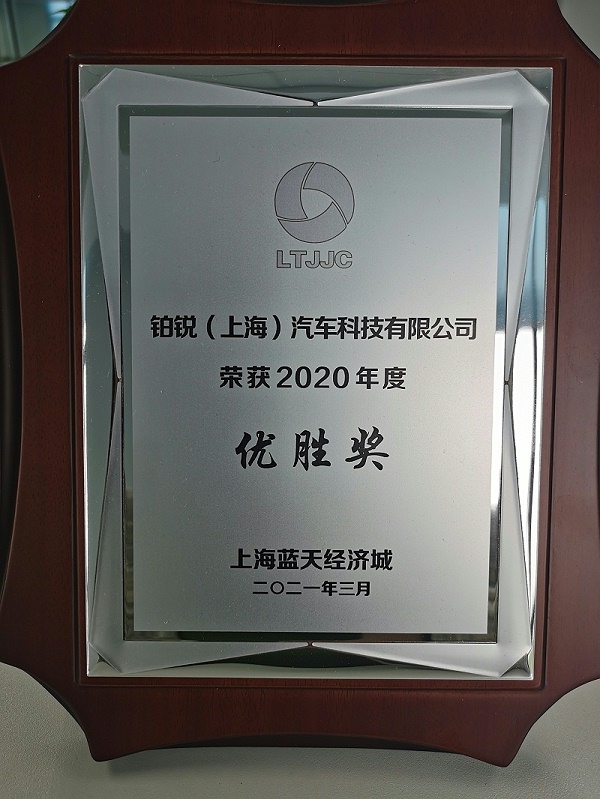 LTJJC
铂锐（上海）汽车科技有限公司
荣获2020年度
优胜奖
上海蓝天经济城
二〇二一年三月